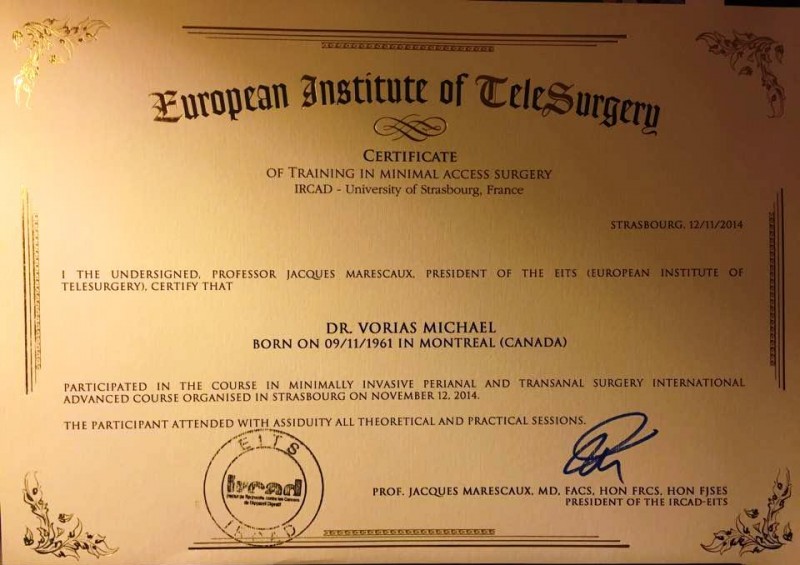 European Institute of TeleSurgery
CERTIFICATE
OF TRAINING IN MINIMAL ACCESS SURGERY
IRCAD - University of Strasbourg, France
STRASBOURG, 12/11/2014
I THE UNDERSIGNED, PROFESSOR JACQUES MARESCAUX, PRESIDENT OF THE EITS (EUROPEAN INSTITUTE OF
TELESURGERY), CERTIFY THAT
DR. VORIAS MICHAEL
BORN ON 09/11/1961 IN MONTREAL (CANADA)
PARTICIPATED IN THE COURSE IN MINIMALLY INVASIVE PERIANAL AND TRANSANAL SURGERY INTERNATIONAL
ADVANCED COURSE ORGANISED IN STRASBOURG ON NOVEMBER 12, 2014.
THE PARTICIPANT ATTENDED WITH ASSIDUITY ALL THEORETICAL AND PRACTICAL SESSIONS.
EITS
ircad
IRCAD
PROF. JACQUES MARESCAUX, MD, FACS, HON FRCS, HON FJSES
PRESIDENT OF THE IRCAD-EITS